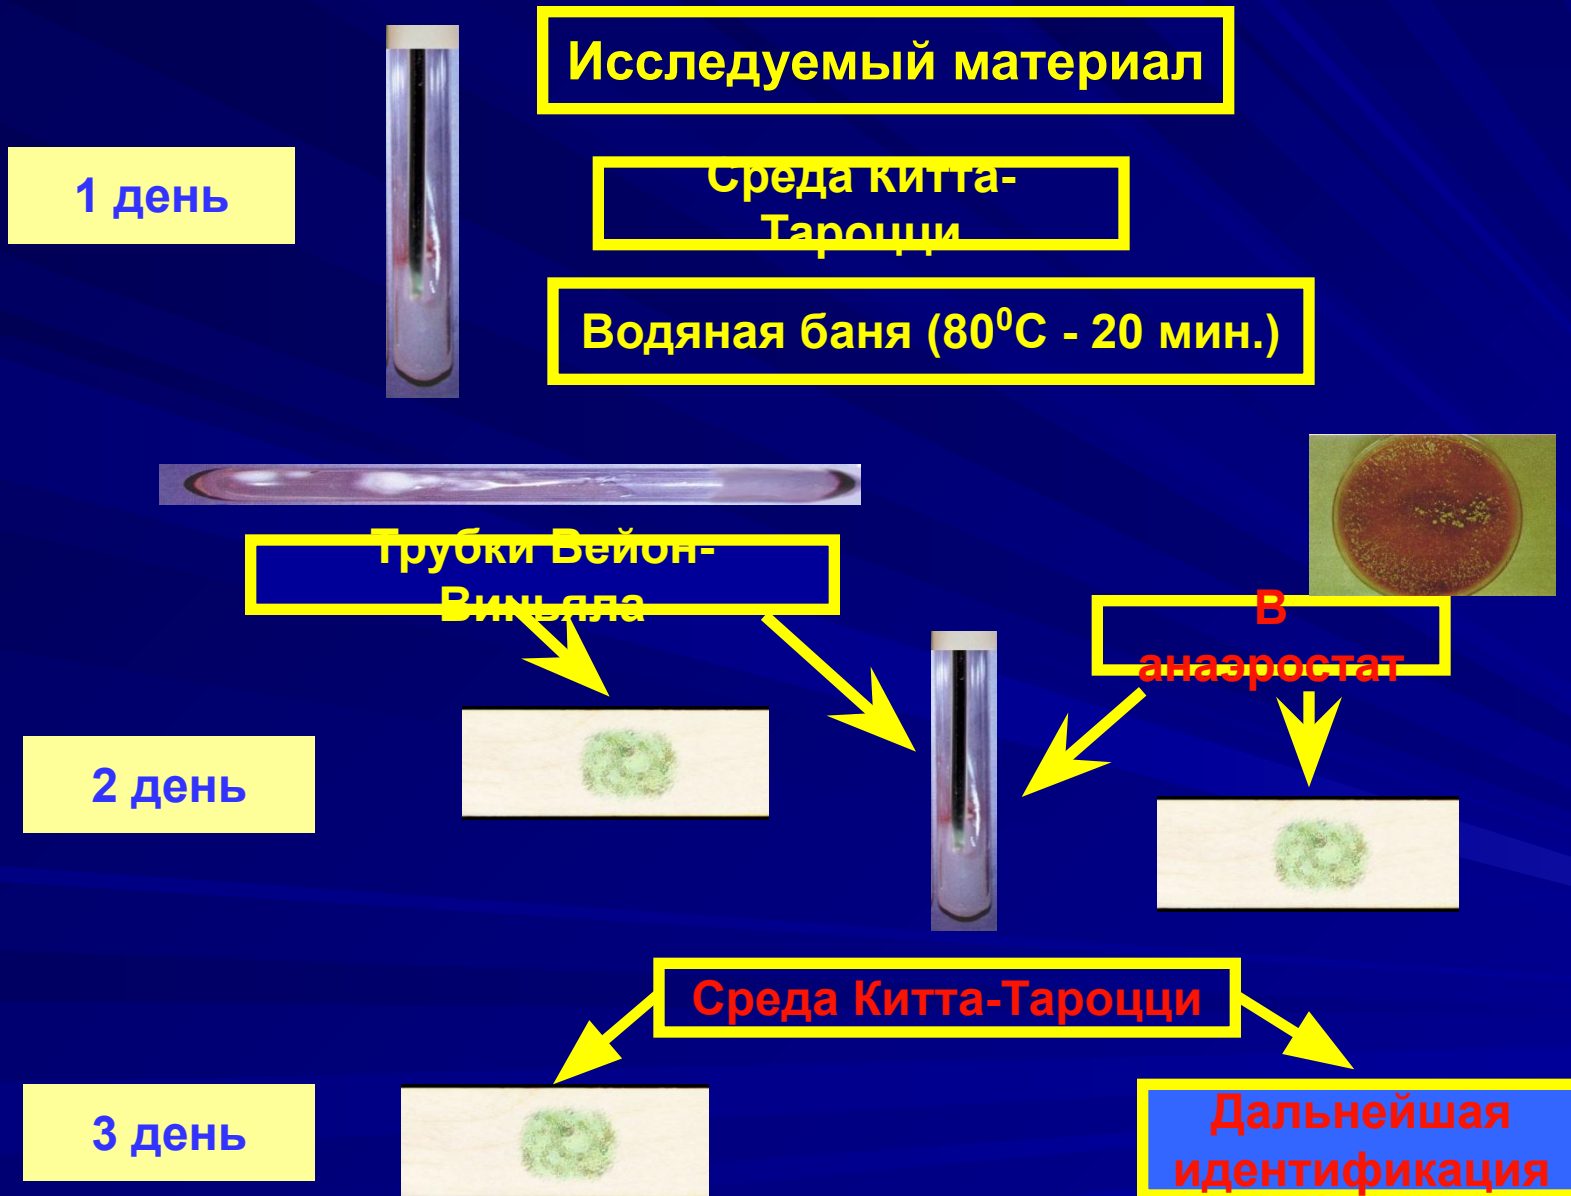 Исследуемый материал
1 день
Среда Китта-
Тароцци
Водяная баня (80⁰С - 20 мин.)
Трубки Вейон-
Виньяла
В
анаэростат
2 день
Среда Китта-Тароцци
3 день
Дальнейшая
идентификация